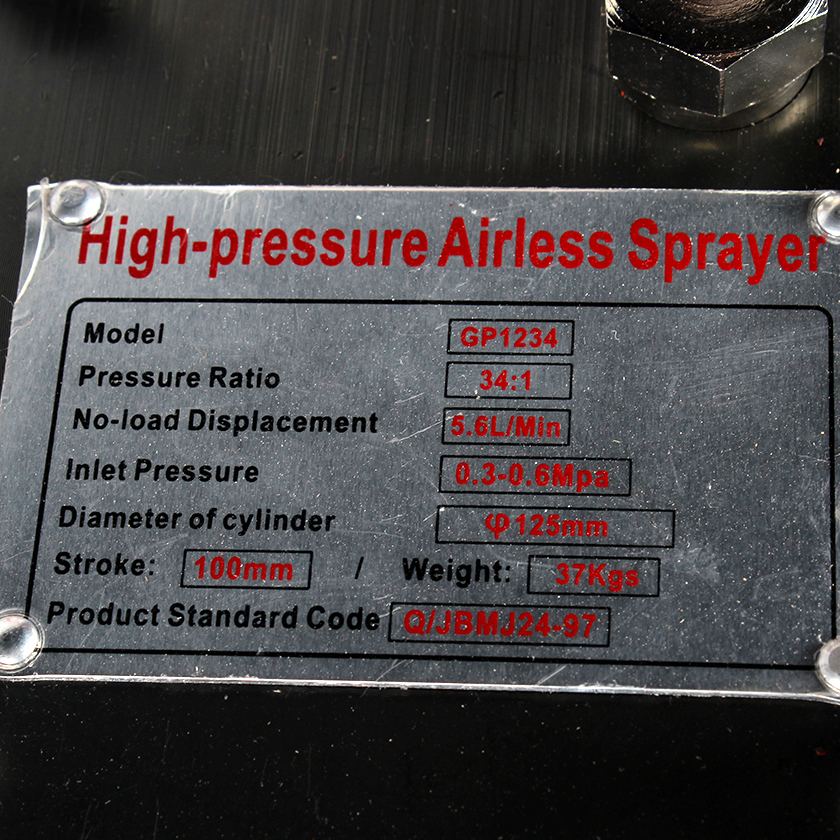 High-pressure Airless Sprayer
Model GP1234
Pressure Ratio 34:1
No-load Displacement 5.6L/Min
Inlet Pressure 0.3-0.6Mpa
Diameter of cylinder φ125mm
Stroke: 100mm / Weight: 37Kgs
Product Standard Code Q/JBMJ24-97